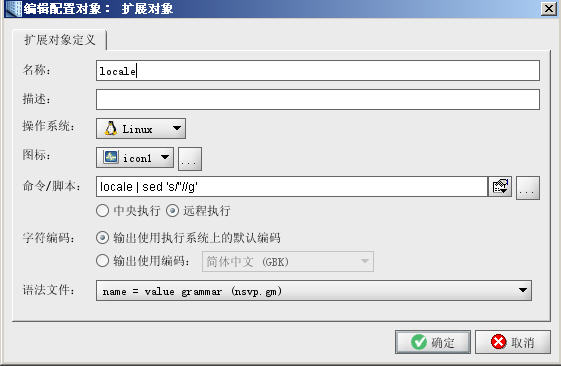 编辑配置对象： 扩展对象
扩展对象定义
名称： locale
描述：
操作系统： Linux
图标： icon1 ...
命令/脚本： locale | sed 's/"//g' ...
中央执行 远程执行
字符编码： 输出使用执行系统上的默认编码
输出使用编码： 简体中文 (GBK)
语法文件： name = value grammar (nsvp.gm)
确定 取消